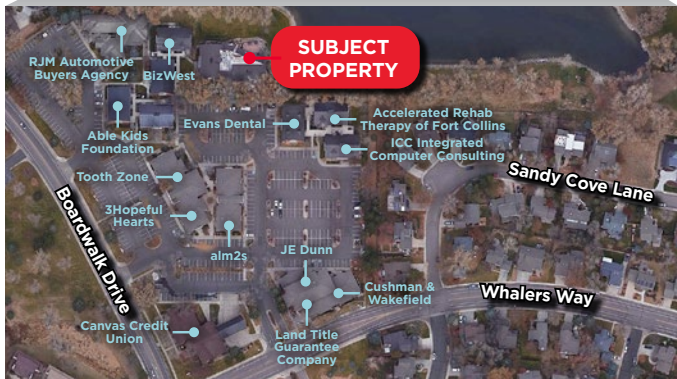 SUBJECT
PROPERTY
RJM Automotive
Buyers Agency
BizWest
Able Kids
Foundation
Evans Dental
Accelerated Rehab
Therapy of Fort Collins
ICC Integrated
Computer Consulting
Tooth Zone
3Hopeful
Hearts
alm2s
Sandy Cove Lane
Boardwalk Drive
JE Dunn
Cushman &
Wakefield
Whalers Way
Canvas Credit
Union
Land Title
Guarantee
Company